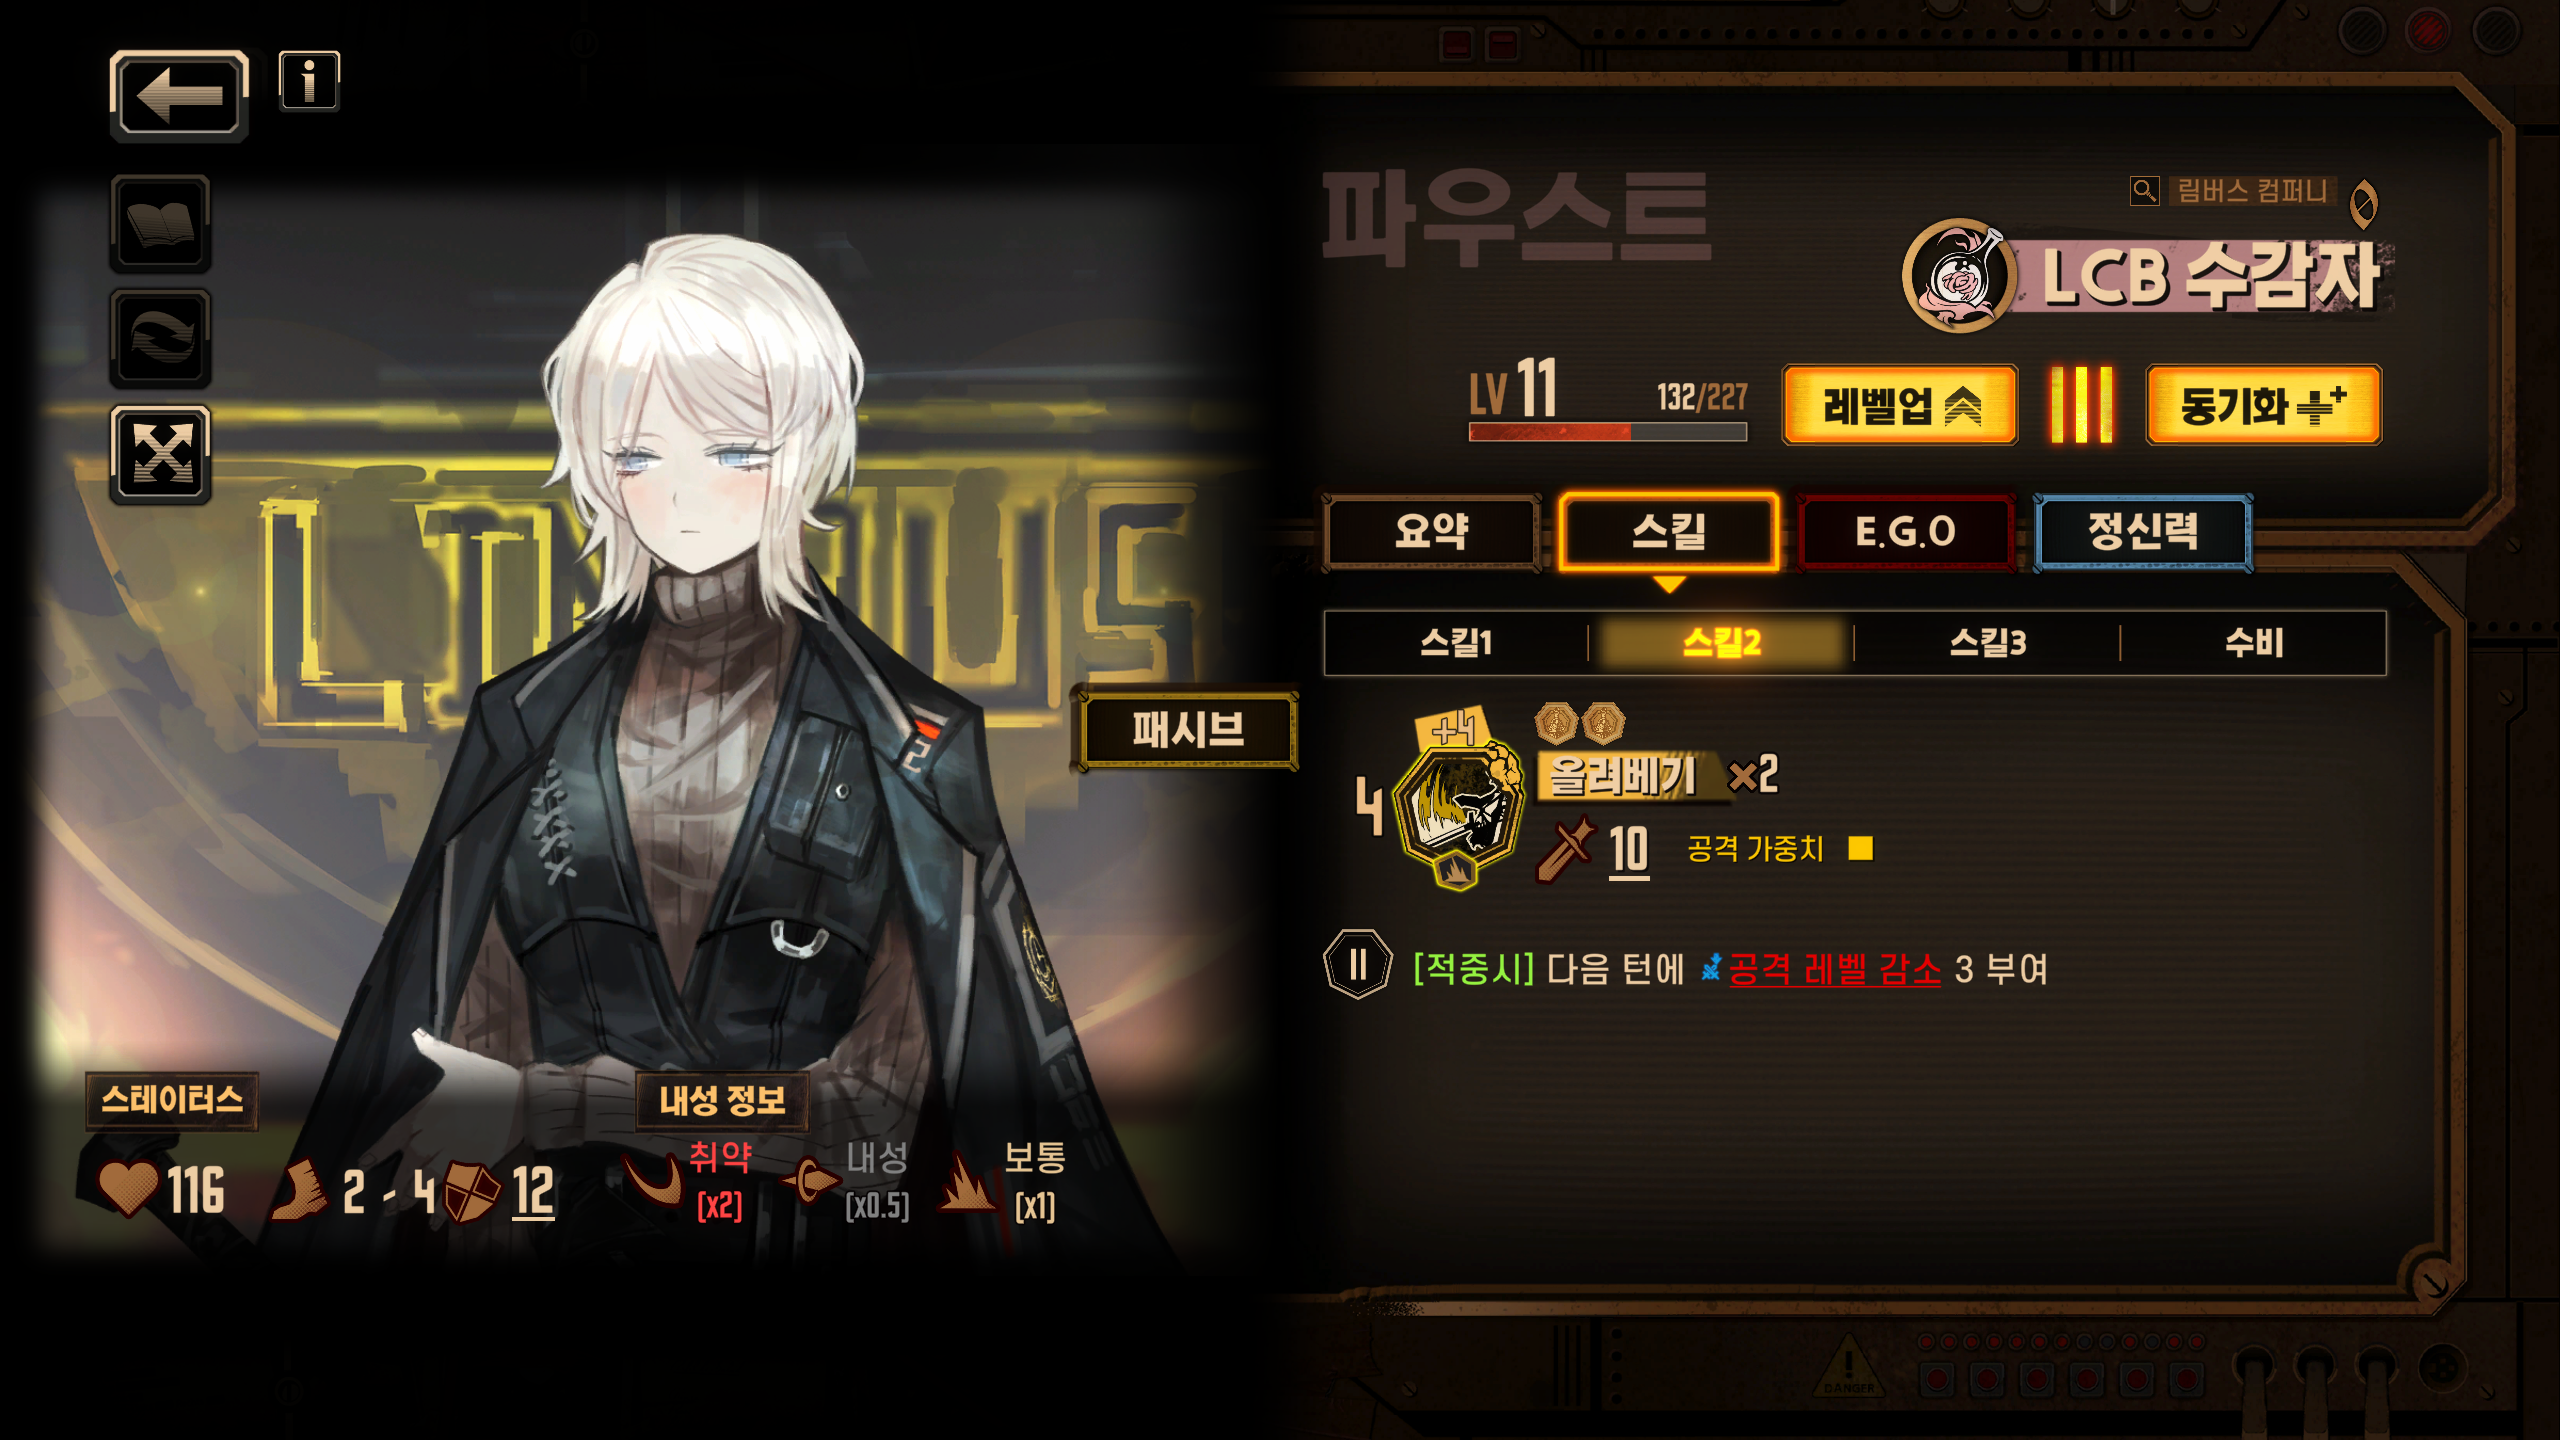 파우스트
림버스 컴퍼니
LCB 수감자
LV 11
132/227
레벨업
동기화
요약
스킬
E.G.O
정신력
스킬1
스킬2
스킬3
수비
패시브
+4
4
올려베기 ×2
10
공격 가중치
[적중시] 다음 턴에 공격 레벨 감소 3 부여
스테이터스
116
2 - 4
12
내성 정보
취약
[x2]
내성
[x0.5]
보통
[x1]
DANGER